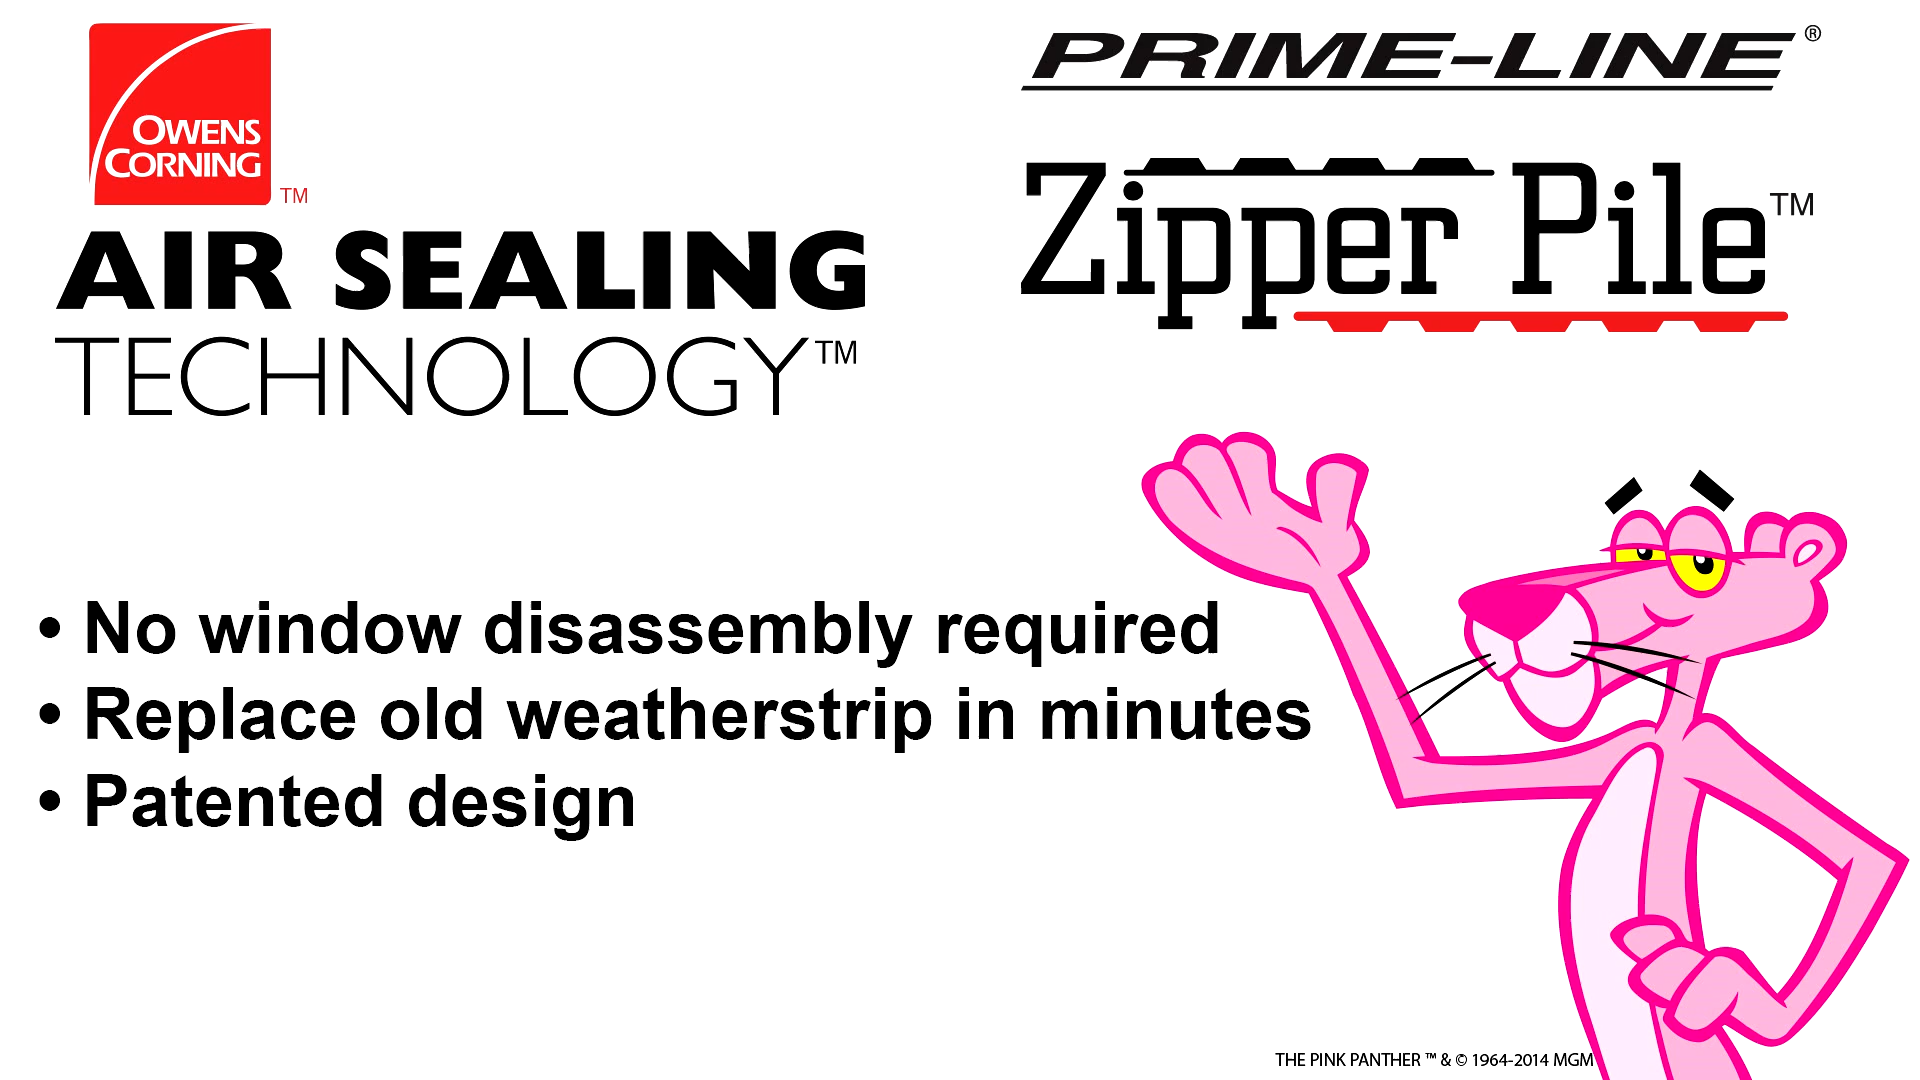 OWENS
CORNING
™
AIR SEALING
TECHNOLOGY™
PRIME-LINE®
Zipper Pile™
• No window disassembly required
• Replace old weatherstrip in minutes
• Patented design
THE PINK PANTHER ™ & © 1964-2014 MGM